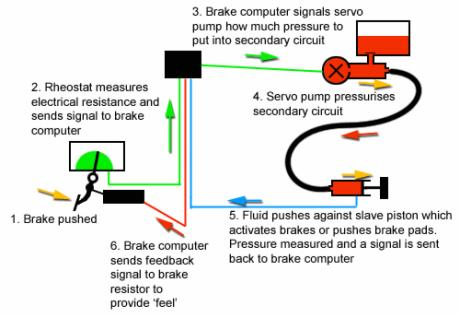 3. Brake computer signals servo
pump how much pressure to
put into secondary circuit
2. Rheostat measures
electrical resistance and
sends signal to brake
computer
4. Servo pump pressurises
secondary circuit
1. Brake pushed
5. Fluid pushes against slave piston which
activates brakes or pushes brake pads.
Pressure measured and a signal is sent
back to brake computer
6. Brake computer
sends feedback
signal to brake
resistor to
provide 'feel'